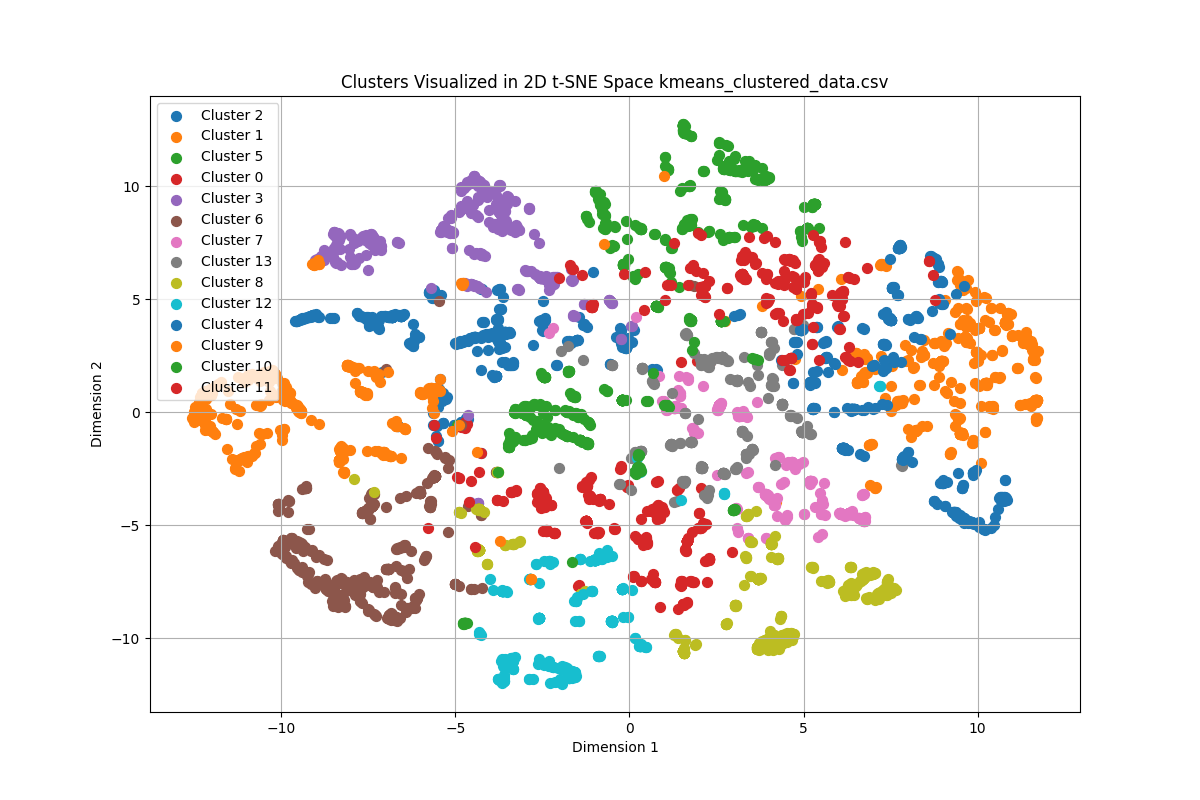 Clusters Visualized in 2D t-SNE Space kmeans_clustered_data.csv
Cluster 2
Cluster 1
Cluster 5
Cluster 0
Cluster 3
Cluster 6
Cluster 7
Cluster 13
Cluster 8
Cluster 12
Cluster 4
Cluster 9
Cluster 10
Cluster 11
Dimension 2
10
5
0
−5
−10
−10
−5
0
5
10
Dimension 1